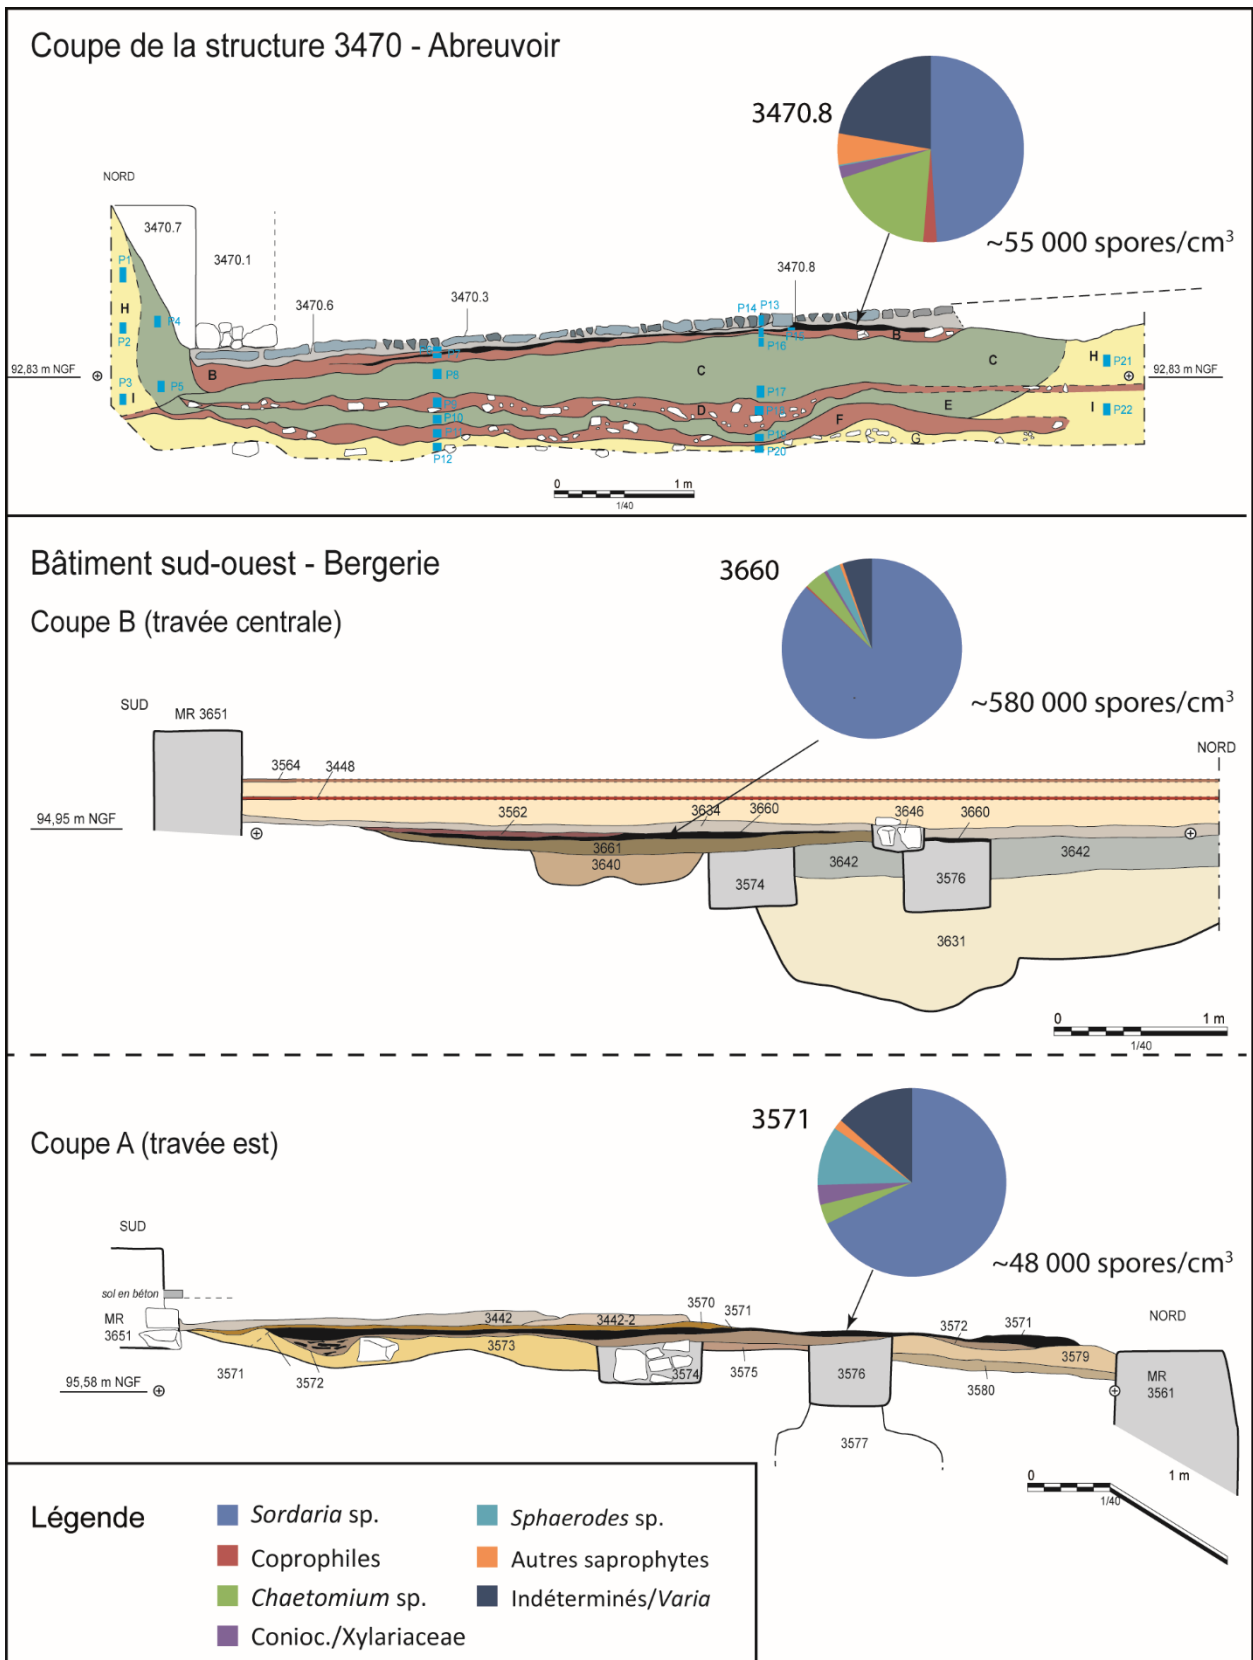 Coupe de la structure 3470 - Abreuvoir
3470.8
~55 000 spores/cm³
NORD
3470.7
3470.1
3470.6
3470.3
3470.8
P1
H
P2
P3
I
P4
P5
B
P8
P9
P10
P11
P12
C
D
P14
P13
P15
P16
P17
P18
P19
P20
B
C
E
F
G
H
P21
I
P22
92,83 m NGF
92,83 m NGF
0 1 m
1/40
Bâtiment sud-ouest - Bergerie
Coupe B (travée centrale)
3660
~580 000 spores/cm³
SUD
MR 3651
NORD
3564
3448
94,95 m NGF
3562
3634
3660
3646
3660
3661
3640
3642
3642
3574
3576
3631
0 1 m
1/40
Coupe A (travée est)
3571
~48 000 spores/cm³
SUD
sol en béton
MR
3651
NORD
3442
3442-2
3570
3571
3572
3571
3573
3574
3575
3576
3579
3580
MR
3561
3571
3572
95,58 m NGF
3577
0 1 m
1/40
Légende
Sordaria sp.
Coprophiles
Chaetomium sp.
Conioc./Xylariaceae
Sphaerodes sp.
Autres saprophytes
Indéterminés/Varia